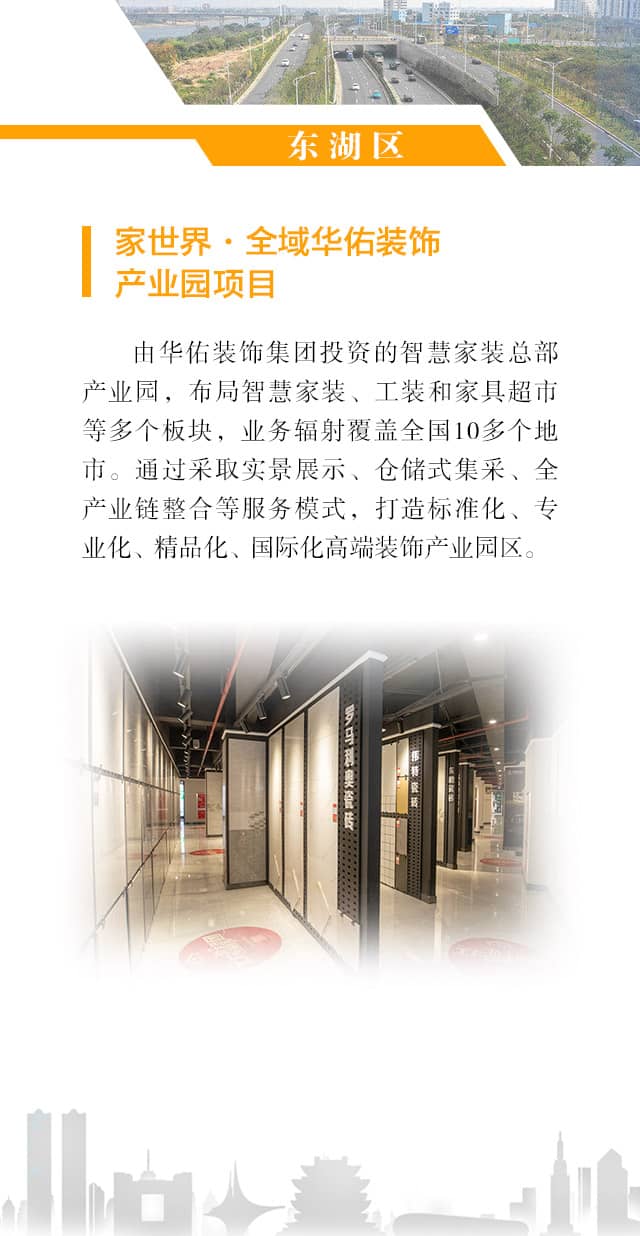 东湖区
家世界·全域华佑装饰
产业园项目
由华佑装饰集团投资的智慧家装总部
产业园，布局智慧家装、工装和家具超市
等多个板块，业务辐射覆盖全国10多个地
市。通过采取实景展示、仓储式集采、全
产业链整合等服务模式，打造标准化、专
业化、精品化、国际化高端装饰产业园区。
罗马利奥瓷砖
伟特瓷砖